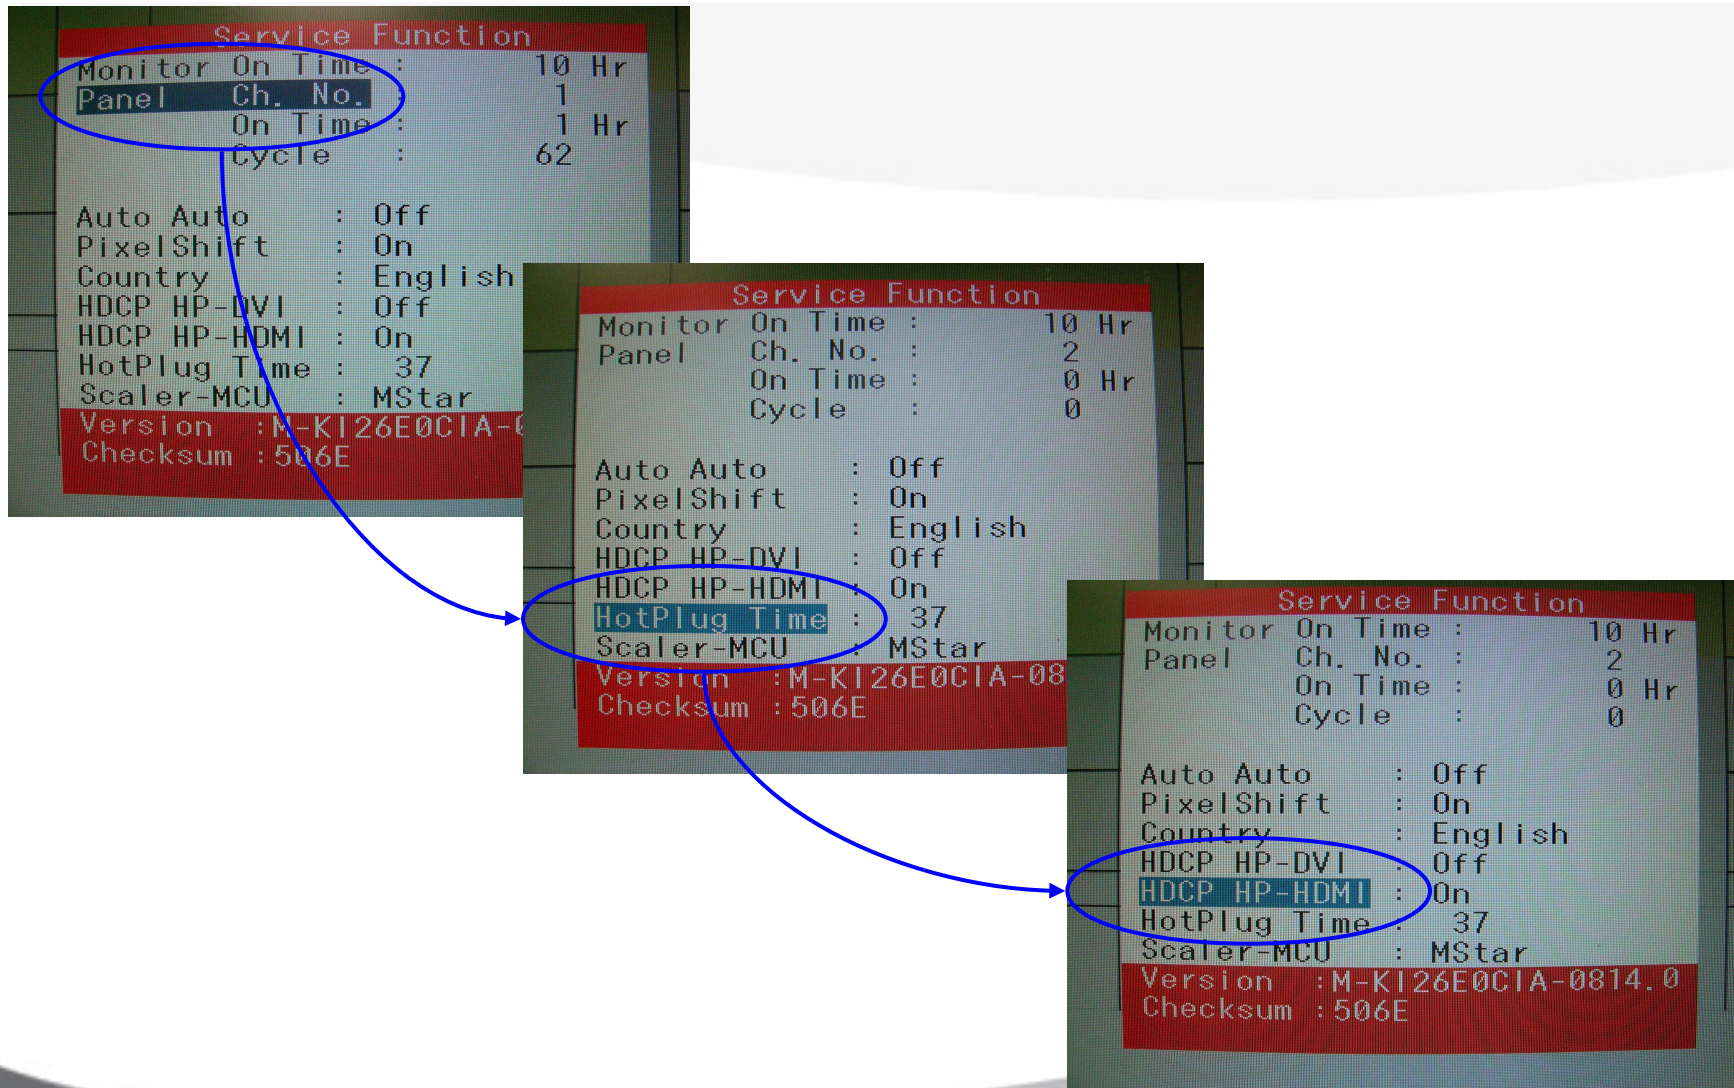 Service Function
Monitor On Time : 10 Hr
Panel Ch. No. : 1
On Time : 1 Hr
Cycle : 62
Auto Auto : Off
PixelShift : On
Country : English
HDCP HP-DVI : Off
HDCP HP-HDMI : On
HotPlug Time : 37
Scaler-MCU : MStar
Version :M-KI26E0CIA-
Checksum :506E
Service Function
Monitor On Time : 10 Hr
Panel Ch. No. : 2
On Time : 0 Hr
Cycle : 0
Auto Auto : Off
PixelShift : On
Country : English
HDCP HP-DVI : Off
HDCP HP-HDMI : On
HotPlug Time : 37
Scaler-MCU : MStar
Version :M-KI26E0CIA-08
Checksum :506E
Service Function
Monitor On Time : 10 Hr
Panel Ch. No. : 2
On Time : 0 Hr
Cycle : 0
Auto Auto : Off
PixelShift : On
Country : English
HDCP HP-DVI : Off
HDCP HP-HDMI : On
HotPlug Time : 37
Scaler-MCU : MStar
Version :M-KI26E0CIA-0814.0
Checksum :506E